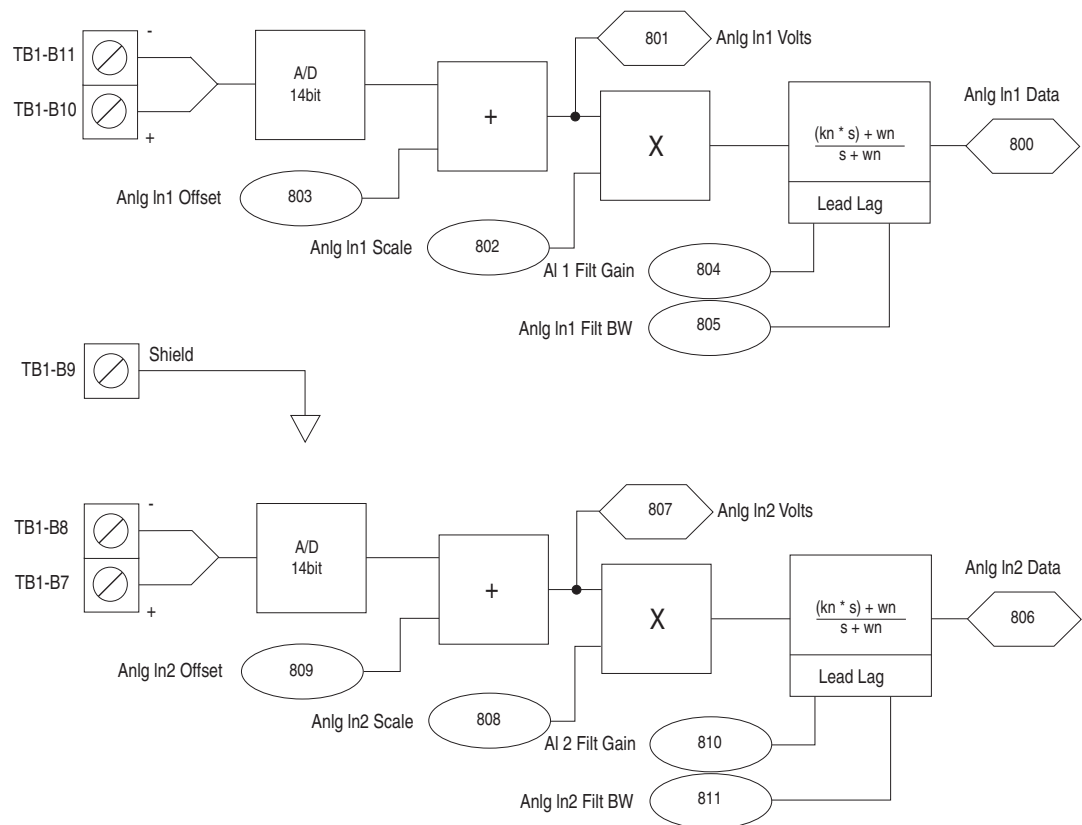 TB1-B11
-
TB1-B10
+
A/D
14bit
+
801
Anlg In1 Volts
X
(kn * s) + wn
s + wn
Lead Lag
Anlg In1 Data
800
Anlg In1 Offset
803
Anlg In1 Scale
802
AI 1 Filt Gain
804
Anlg In1 Filt BW
805
TB1-B9
Shield
TB1-B8
-
TB1-B7
+
A/D
14bit
+
807
Anlg In2 Volts
X
(kn * s) + wn
s + wn
Lead Lag
Anlg In2 Data
806
Anlg In2 Offset
809
Anlg In2 Scale
808
AI 2 Filt Gain
810
Anlg In2 Filt BW
811